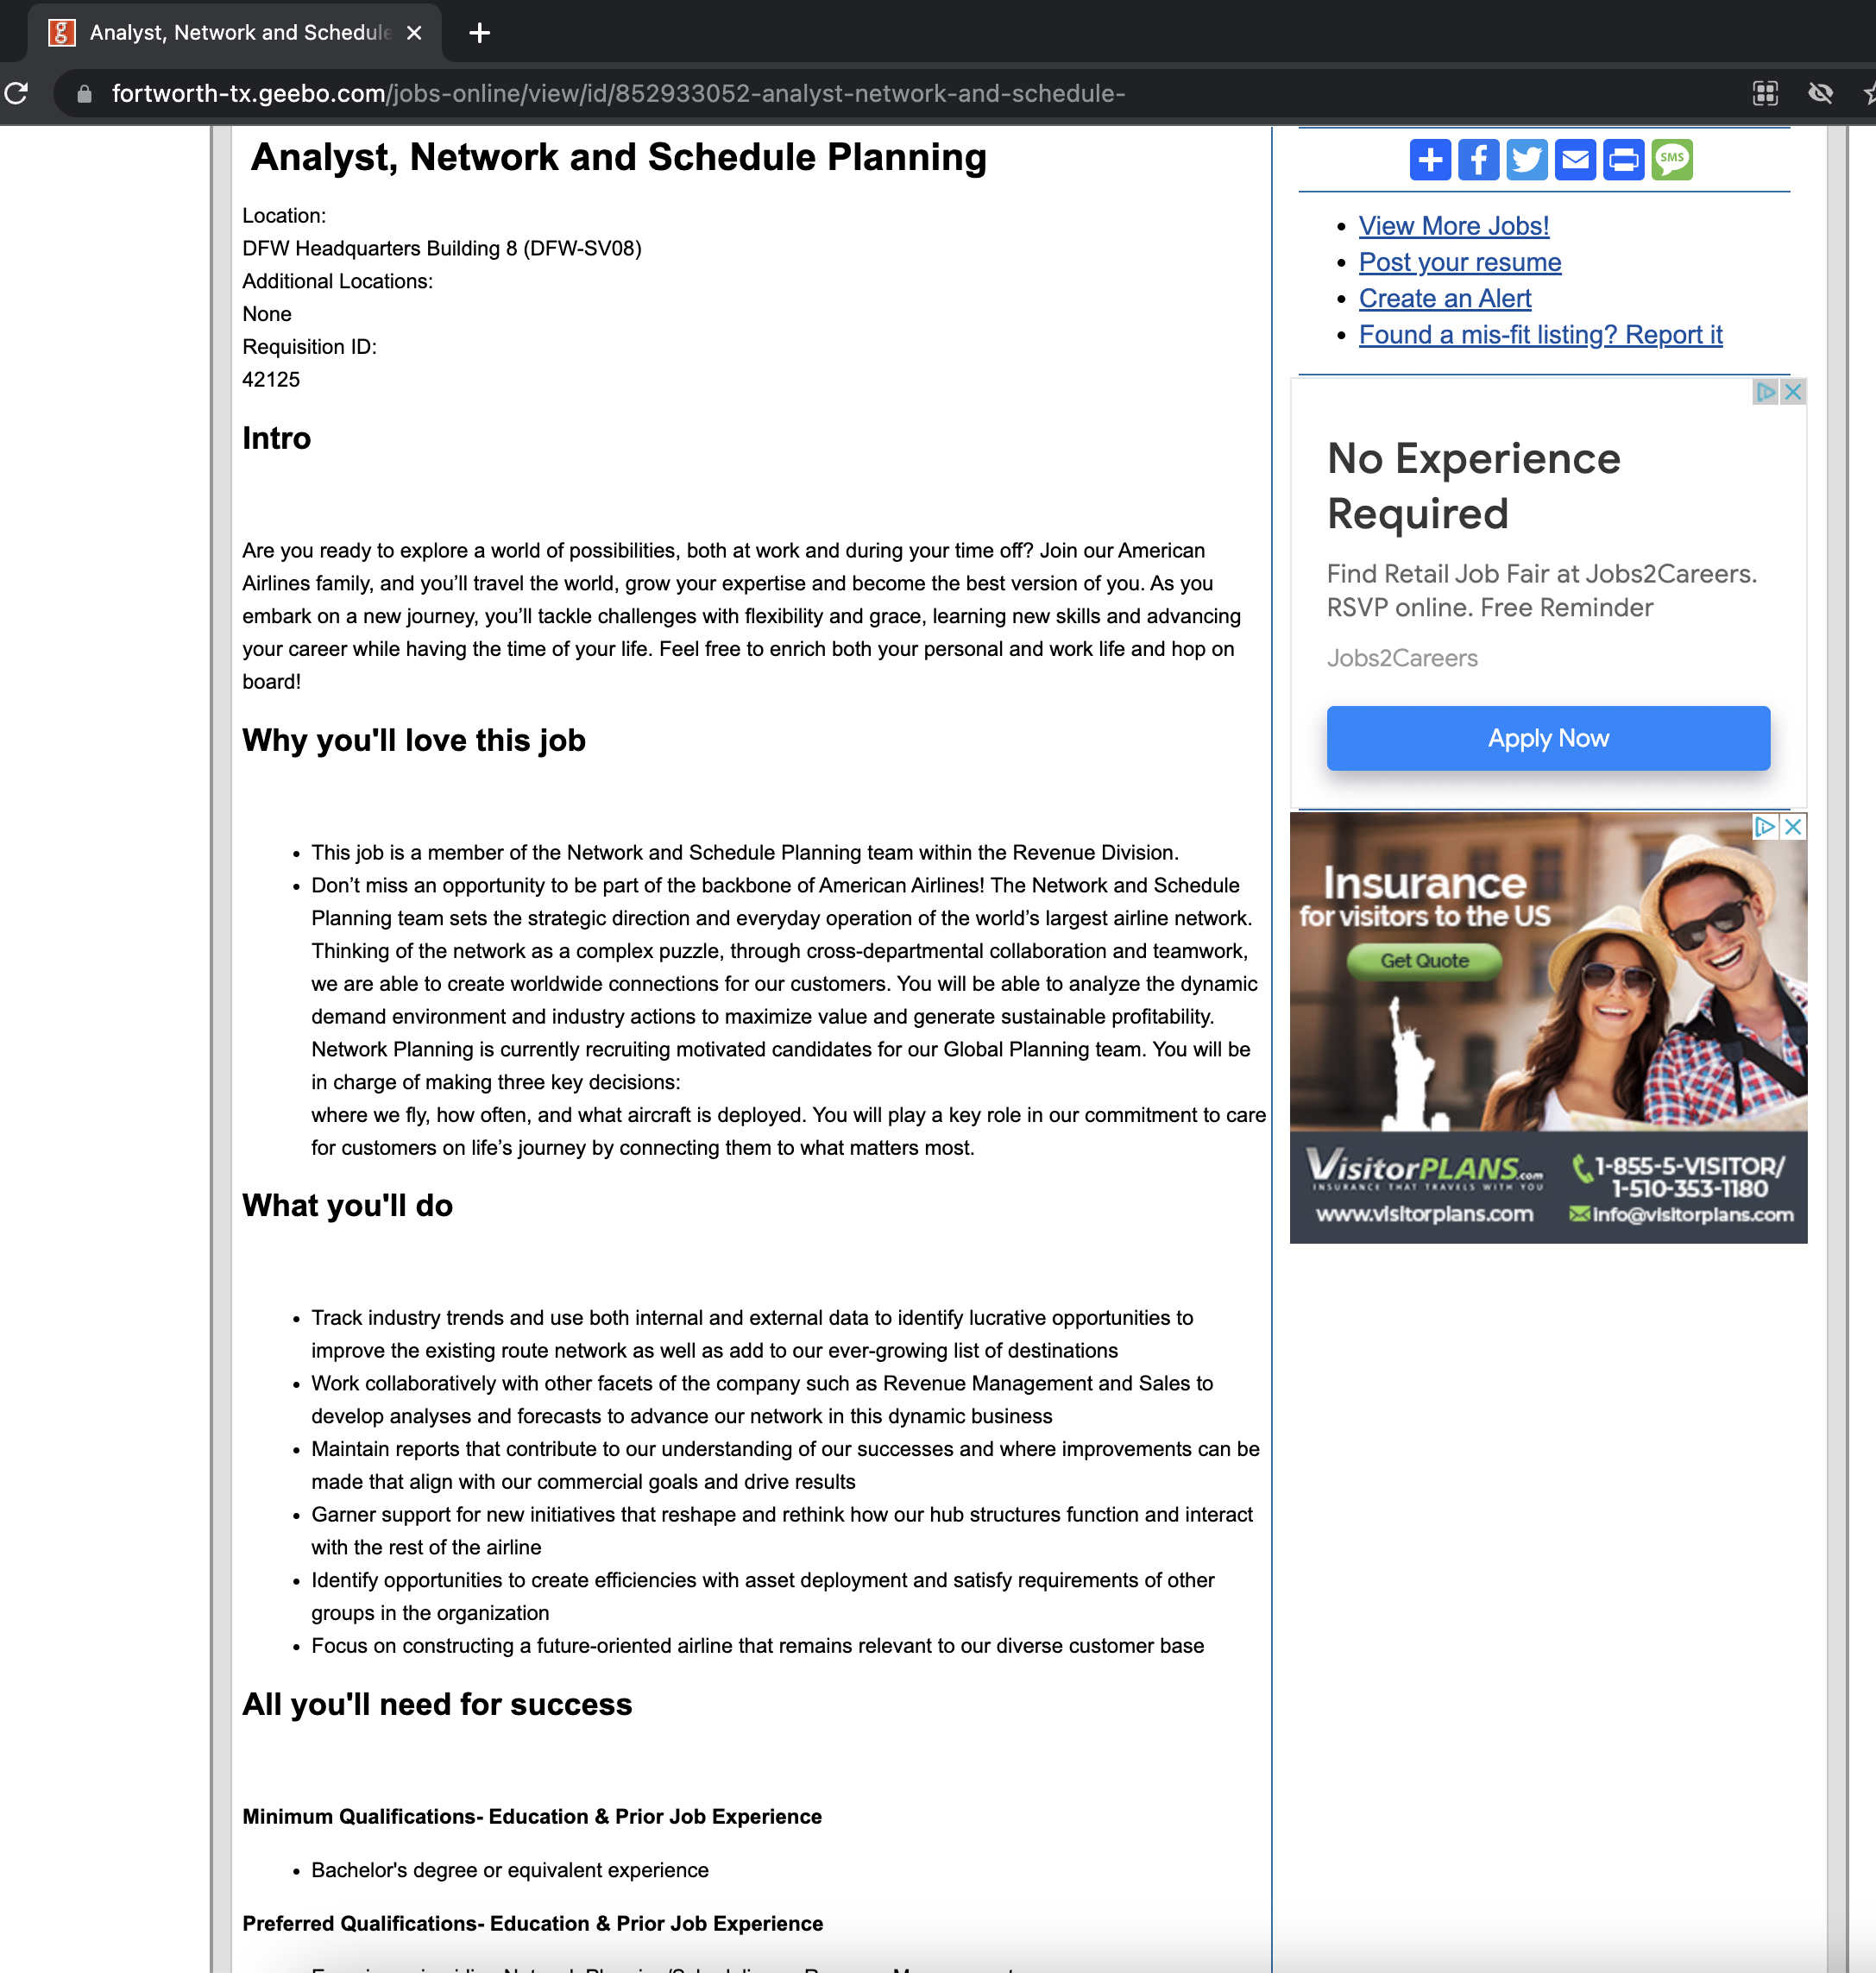 Analyst, Network and Schedule
fortworth-tx.geebo.com/jobs-online/view/id/852933052-analyst-network-and-schedule-
Analyst, Network and Schedule Planning
Location:
DFW Headquarters Building 8 (DFW-SV08)
Additional Locations:
None
Requisition ID:
42125
Intro
Are you ready to explore a world of possibilities, both at work and during your time off? Join our American
Airlines family, and you’ll travel the world, grow your expertise and become the best version of you. As you
embark on a new journey, you’ll tackle challenges with flexibility and grace, learning new skills and advancing
your career while having the time of your life. Feel free to enrich both your personal and work life and hop on
board!
Why you'll love this job
This job is a member of the Network and Schedule Planning team within the Revenue Division.
Don’t miss an opportunity to be part of the backbone of American Airlines! The Network and Schedule
Planning team sets the strategic direction and everyday operation of the world’s largest airline network.
Thinking of the network as a complex puzzle, through cross-departmental collaboration and teamwork,
we are able to create worldwide connections for our customers. You will be able to analyze the dynamic
demand environment and industry actions to maximize value and generate sustainable profitability.
Network Planning is currently recruiting motivated candidates for our Global Planning team. You will be
in charge of making three key decisions:
where we fly, how often, and what aircraft is deployed. You will play a key role in our commitment to care
for customers on life’s journey by connecting them to what matters most.
What you'll do
Track industry trends and use both internal and external data to identify lucrative opportunities to
improve the existing route network as well as add to our ever-growing list of destinations
Work collaboratively with other facets of the company such as Revenue Management and Sales to
develop analyses and forecasts to advance our network in this dynamic business
Maintain reports that contribute to our understanding of our successes and where improvements can be
made that align with our commercial goals and drive results
Garner support for new initiatives that reshape and rethink how our hub structures function and interact
with the rest of the airline
Identify opportunities to create efficiencies with asset deployment and satisfy requirements of other
groups in the organization
Focus on constructing a future-oriented airline that remains relevant to our diverse customer base
All you'll need for success
Minimum Qualifications- Education & Prior Job Experience
Bachelor's degree or equivalent experience
Preferred Qualifications- Education & Prior Job Experience
SMS
View More Jobs!
Post your resume
Create an Alert
Found a mis-fit listing? Report it
No Experience
Required
Find Retail Job Fair at Jobs2Careers.
RSVP online. Free Reminder
Jobs2Careers
Apply Now
Insurance
for visitors to the US
Get Quote
VisitorPLANS.com
INSURANCE THAT TRAVELS WITH YOU
www.visitorplans.com
1-855-5-VISITOR/
1-510-353-1180
info@visitorplans.com